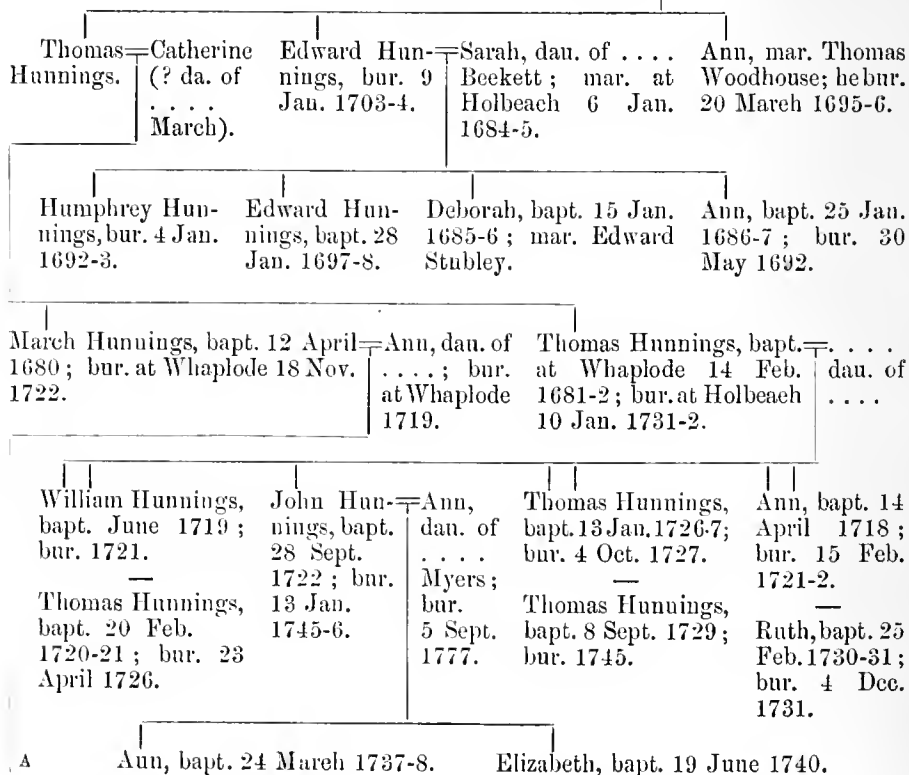 Thomas
Hunnings.
Catherine
(? da. of
. . . .
March).
Edward Hun-
nings, bur. 9
Jan. 1703-4.
Sarah, dau. of . . . .
Beckett ; mar. at
Holbeach 6 Jan.
1684-5.
Ann, mar. Thomas
Woodhouse; he bur.
20 March 1695-6.
Humphrey Hun-
nings, bur. 4 Jan.
1692-3.
Edward Hun-
nings, bapt. 28
Jan. 1697-8.
Deborah, bapt. 15 Jan.
1685-6 ; mar. Edward
Stubley.
Ann, bapt. 25 Jan.
1686-7 ; bur. 30
May 1692.
March Hunnings, bapt. 12 April
1680 ; bur. at Whaplode 18 Nov.
1722.
Ann, dau. of
. . . . ; bur.
at Whaplode
1719.
Thomas Hunnings, bapt.
at Whaplode 14 Feb.
1681-2 ; bur. at Holbeach
10 Jan. 1731-2.
. . . .
dau. of
. . . .
William Hunnings,
bapt. June 1719 ;
bur. 1721.
—
Thomas Hunnings,
bapt. 20 Feb.
1720-21 ; bur. 23
April 1726.
John Hun-
nings, bapt.
28 Sept.
1722 ; bur.
13 Jan.
1745-6.
Ann,
dau. of
. . . .
Myers ;
bur.
5 Sept.
1777.
Thomas Hunnings,
bapt. 13 Jan. 1726-7;
bur. 4 Oct. 1727.
—
Thomas Hunnings,
bapt. 8 Sept. 1729 ;
bur. 1745.
Ann, bapt. 14
April 1718 ;
bur. 15 Feb.
1721-2.
—
Ruth, bapt. 25
Feb. 1730-31 ;
bur. 4 Dec.
1731.
A
Ann, bapt. 24 March 1737-8.
Elizabeth, bapt. 19 June 1740.